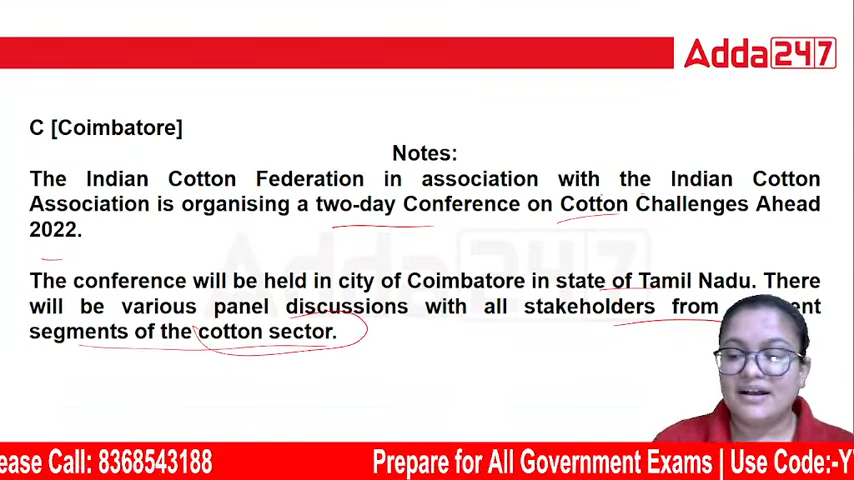 Adda247
C [Coimbatore]
Notes:
The Indian Cotton Federation in association with the Indian Cotton
Association is organising a two-day Conference on Cotton Challenges Ahead
2022.
The conference will be held in city of Coimbatore in state of Tamil Nadu. There
will be various panel discussions with all stakeholders from
segments of the cotton sector.
Call: 8368543188 Prepare for All Government Exams | Use Code:-